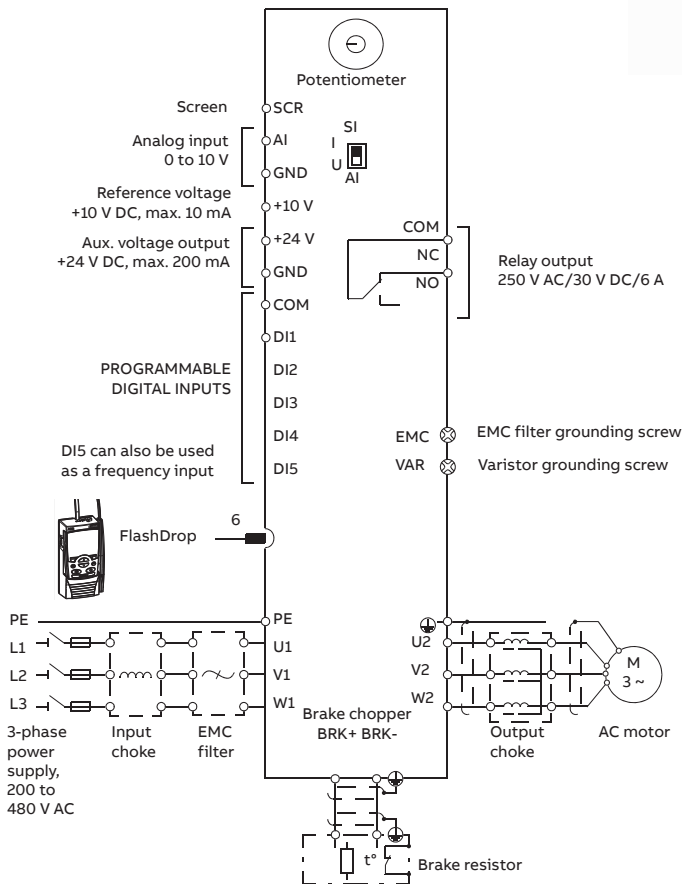 Potentiometer
Screen
SCR
SI
Analog input
0 to 10 V
AI
I
U
AI
GND
Reference voltage
+10 V DC, max. 10 mA
+10 V
Aux. voltage output
+24 V DC, max. 200 mA
+24 V
GND
COM
NC
NO
Relay output
250 V AC/30 V DC/6 A
COM
DI1
PROGRAMMABLE
DIGITAL INPUTS
DI2
DI3
DI4
DI5 can also be used
as a frequency input
DI5
EMC
EMC filter grounding screw
VAR
Varistor grounding screw
FlashDrop
6
PE
PE
L1
U1
L2
V1
L3
W1
U2
V2
W2
M
3 ~
3-phase
power
supply,
200 to
480 V AC
Input
choke
EMC
filter
Brake chopper
BRK+ BRK-
Output
choke
AC motor
t°
Brake resistor